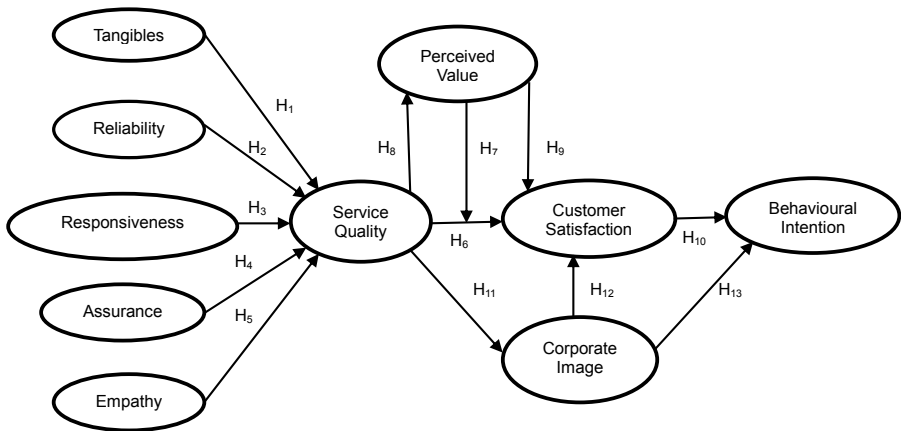 Tangibles
H1
Reliability
H2
Responsiveness
H3
Assurance
H4
Empathy
H5
Service
Quality
Perceived
Value
H8
H7
H9
H6
Customer
Satisfaction
H10
Behavioural
Intention
H11
H12
H13
Corporate
Image